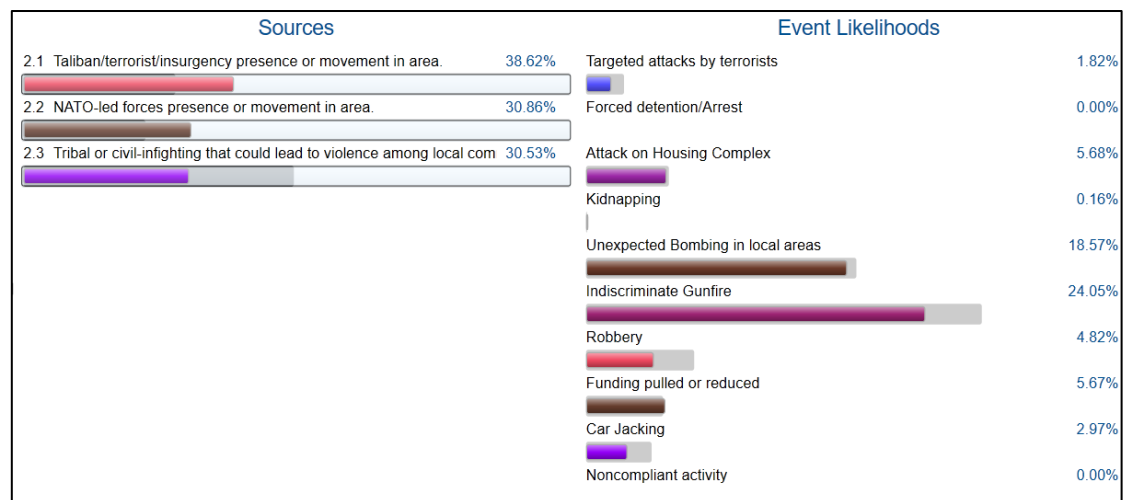 Sources
2.1 Taliban/terrorist/insurgency presence or movement in area. 38.62%
2.2 NATO-led forces presence or movement in area. 30.86%
2.3 Tribal or civil-infighting that could lead to violence among local com 30.53%
Event Likelihoods
Targeted attacks by terrorists 1.82%
Forced detention/Arrest 0.00%
Attack on Housing Complex 5.68%
Kidnapping 0.16%
Unexpected Bombing in local areas 18.57%
Indiscriminate Gunfire 24.05%
Robbery 4.82%
Funding pulled or reduced 5.67%
Car Jacking 2.97%
Noncompliant activity 0.00%